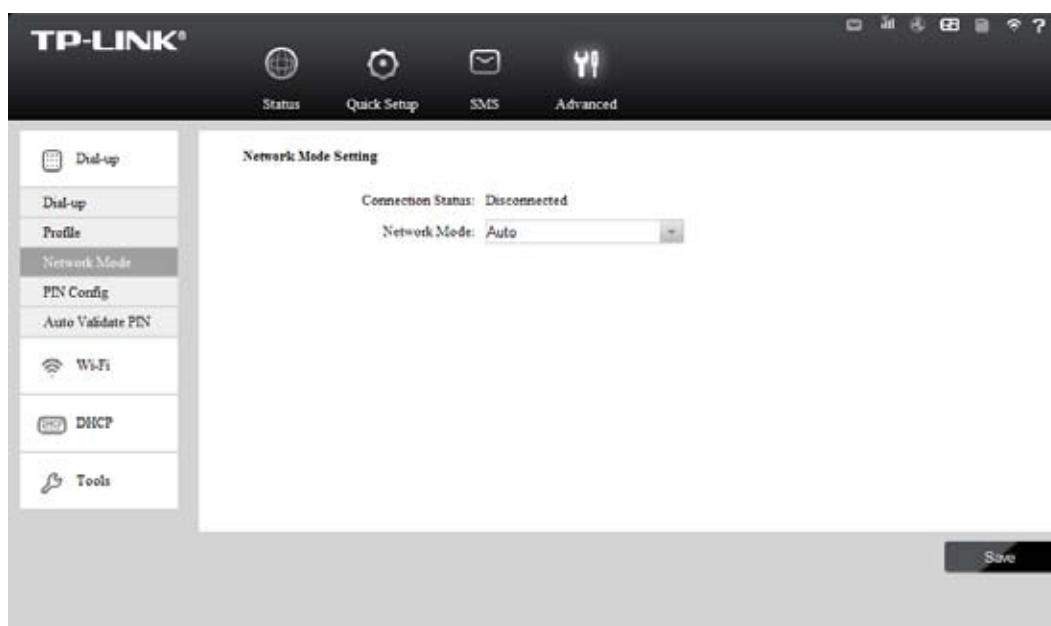 TP-LINK®
?
Status
Quick Setup
SMS
Advanced
Dial-up
Dial-up
Profile
Network Mode
PIN Config
Auto Validate PIN
Wi-Fi
DHCP
DHCP
Tools
Network Mode Setting
Connection Status: Disconnected
Network Mode: Auto
Save